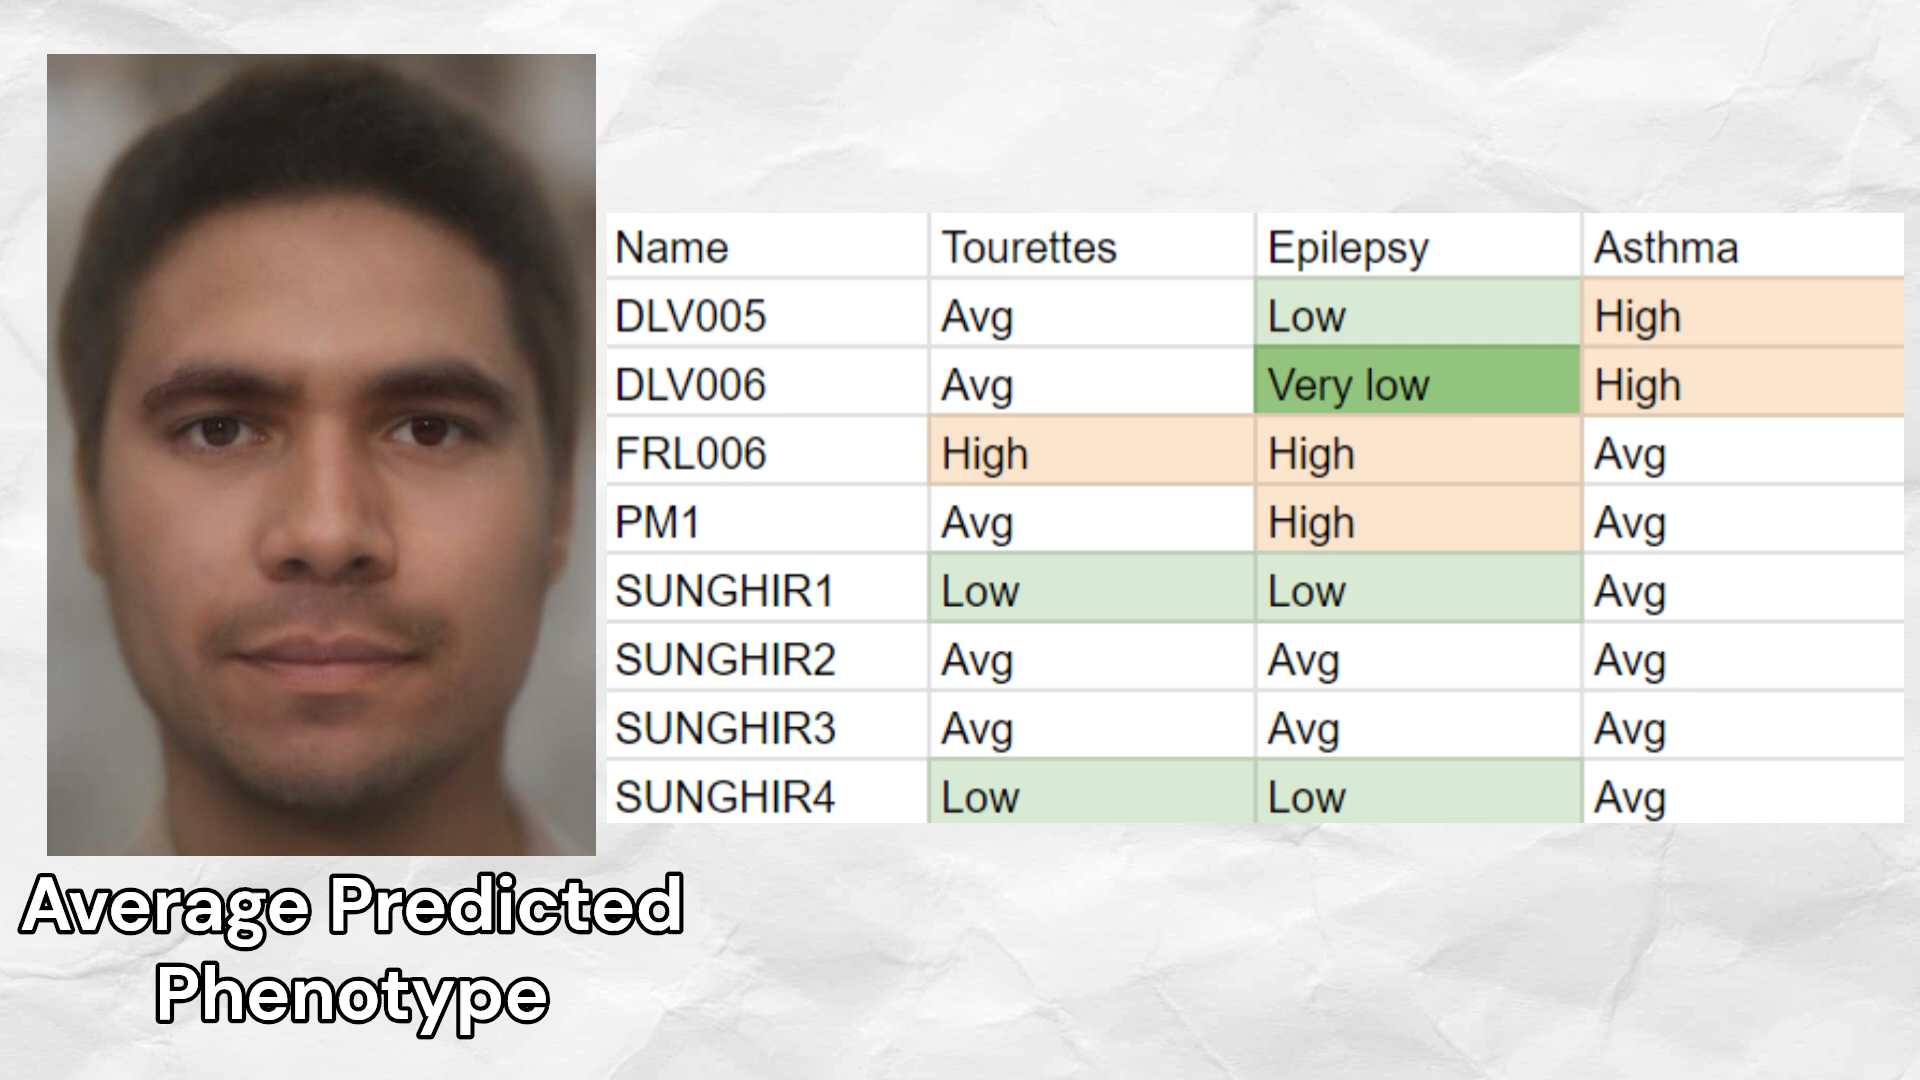 Name Tourettes Epilepsy Asthma
DLV005 Avg Low High
DLV006 Avg Very low High
FRL006 High High Avg
PM1 Avg High Avg
SUNGHIR1 Low Low Avg
SUNGHIR2 Avg Avg Avg
SUNGHIR3 Avg Avg Avg
SUNGHIR4 Low Low Avg
Average Predicted
Phenotype